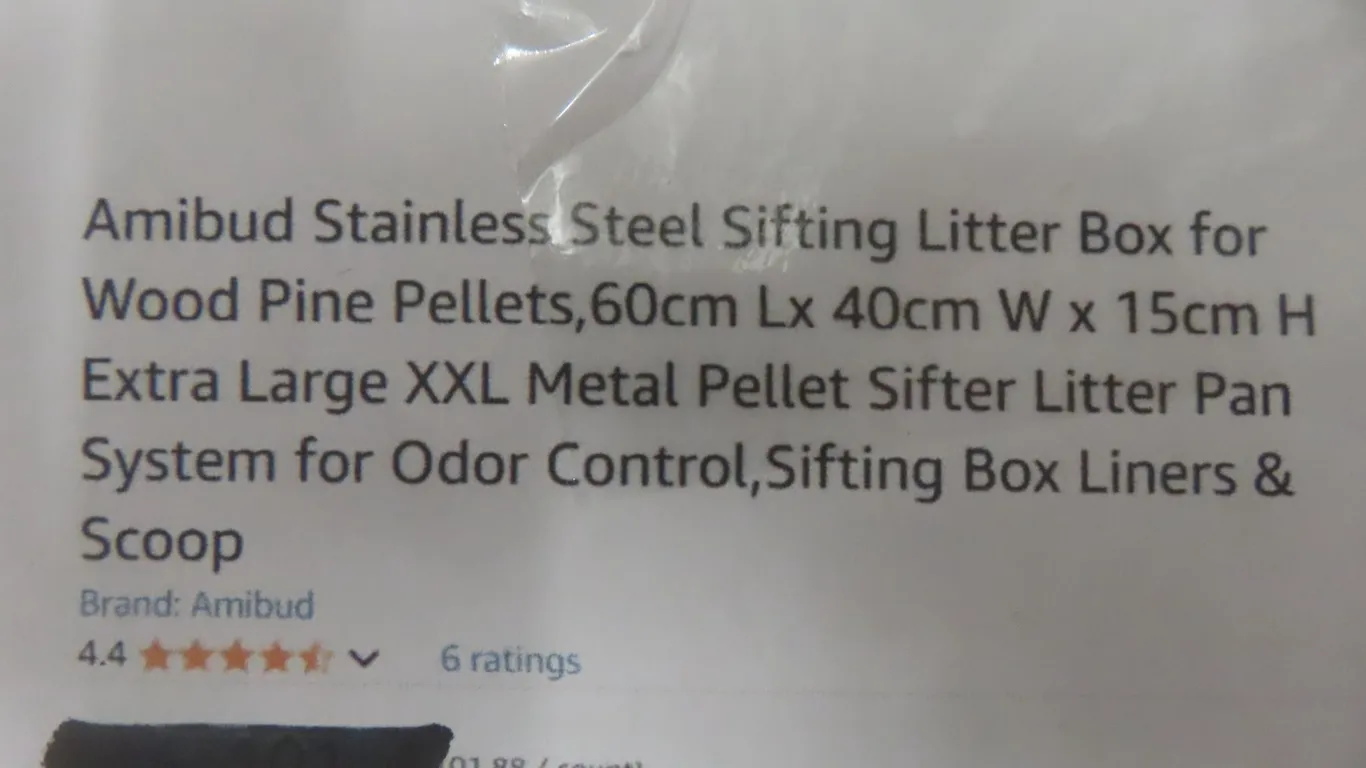 Amibud Stainless Steel Sifting Litter Box for
Wood Pine Pellets,60cm Lx 40cm W x 15cm H
Extra Large XXL Metal Pellet Sifter Litter Pan
System for Odor Control,Sifting Box Liners &
Scoop
Brand: Amibud
4.4 6 ratings